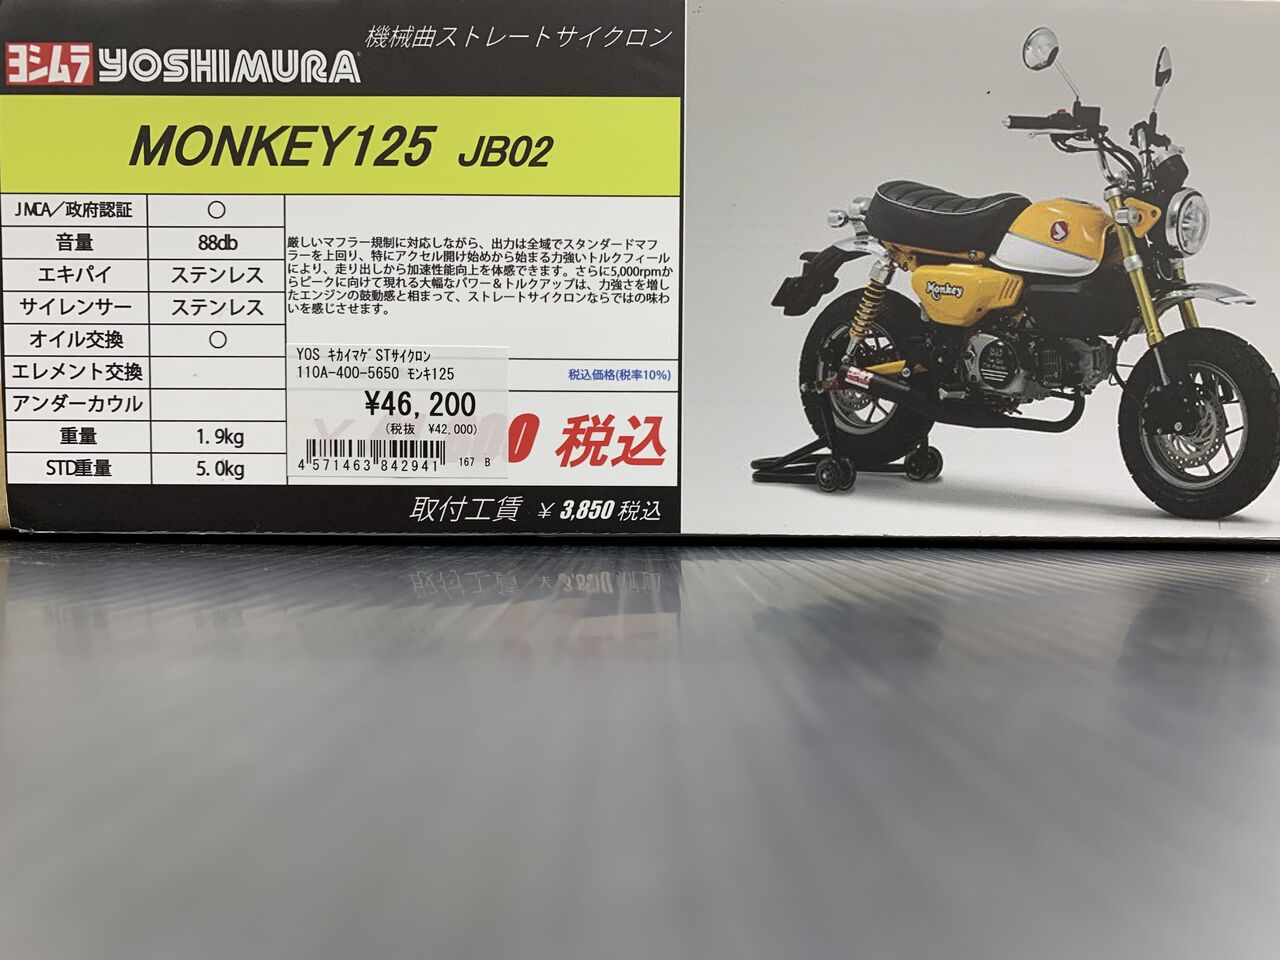 機械曲ストレートサイクロン
ヨシムラ YOSHIMURA
MONKEY125 JB02
JMCA／政府認証 ○
音量 88db
エキパイ ステンレス
サイレンサー ステンレス
オイル交換 ○
エレメント交換
アンダーカウル
重量 1.9kg
STD重量 5.0kg
厳しいマフラー規制に対応しながら、出力は全域でスタンダードマフ
ラーを上回り、特にアクセル開け始めから始まる力強いトルクフィール
により、走り出しから加速性能向上を体感できます。さらに5,000rpmか
らピークに向けて現れる大幅なパワー＆トルクアップは、力強さを増し
たエンジンの鼓動感と相まって、ストレートサイクロンならではの味わ
いを感じさせます。
税込価格(税率10%)
YOS ｷｶｲﾏｹﾞSTｻｲｸﾛﾝ
110A-400-5650 ﾓﾝｷ125
¥46,200
(税抜 ¥42,000)
4 571463 842941 167 B
税込
取付工賃 ￥ 3,850 税込
Monkey